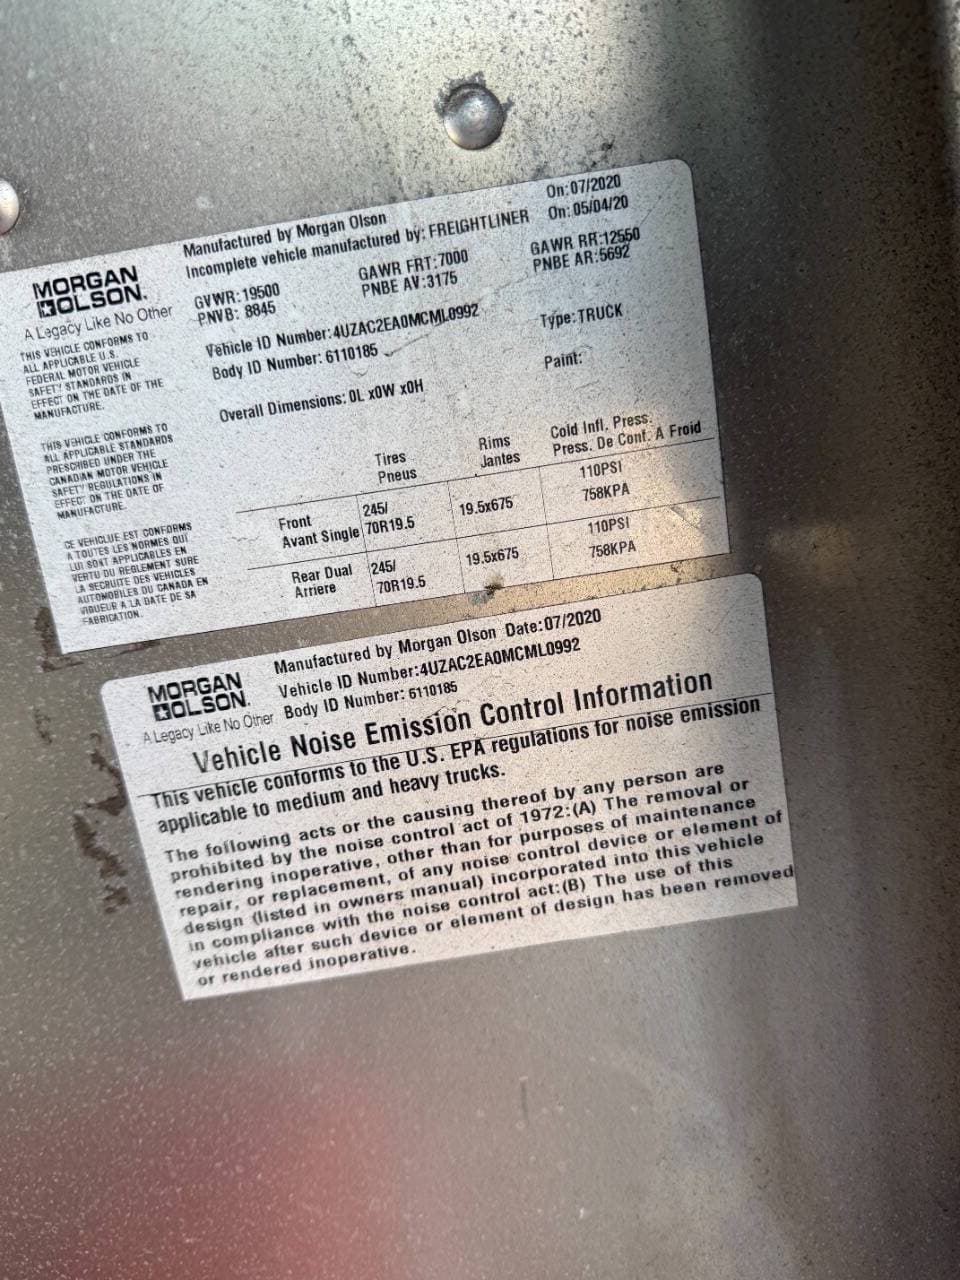 MORGAN
OLSON.
A Legacy Like No Other
Manufactured by Morgan Olson On: 07/2020
Incomplete vehicle manufactured by: FREIGHTLINER On: 05/04/20
GVWR: 19500 GAWR FRT: 7000 GAWR RR: 12550
PNVB: 8845 PNBE AV: 3175 PNBE AR: 5692
Vehicle ID Number: 4UZAC2EA0MCML0992 Type: TRUCK
Body ID Number: 6110185 Paint:
Overall Dimensions: 0L x0W x0H
THIS VEHICLE CONFORMS TO
ALL APPLICABLE U.S.
FEDERAL MOTOR VEHICLE
SAFETY STANDARDS IN
EFFECT ON THE DATE OF THE
MANUFACTURE.
THIS VEHICLE CONFORMS TO
ALL APPLICABLE STANDARDS
PRESCRIBED UNDER THE
CANADIAN MOTOR VEHICLE
SAFETY REGULATIONS IN
EFFECT ON THE DATE OF
MANUFACTURE.
CE VEHICLUE EST CONFORMS
A TOUTES LES NORMES QUI
LUI SONT APPLICABLES EN
VERTU DU REGLEMENT SURE
LA SECRUITE DES VEHICLES
AUTOMOBILES DU CANADA EN
VIGUEUR A LA DATE DE SA
FABRICATION.
Tires Rims Cold Infl. Press.
Pneus Jantes Press. De Conf. A Froid
Front 245/ 19.5x675 110PSI
Avant Single 70R19.5 758KPA
Rear Dual 245/ 19.5x675 110PSI
Arriere 70R19.5 758KPA
MORGAN
OLSON.
A Legacy Like No Other
Manufactured by Morgan Olson Date: 07/2020
Vehicle ID Number: 4UZAC2EA0MCML0992
Body ID Number: 6110185
Vehicle Noise Emission Control Information
This vehicle conforms to the U.S. EPA regulations for noise emission
applicable to medium and heavy trucks.
The following acts or the causing thereof by any person are
prohibited by the noise control act of 1972:(A) The removal or
rendering inoperative, other than for purposes of maintenance
repair, or replacement, of any noise control device or element of
design (listed in owners manual) incorporated into this vehicle
in compliance with the noise control act:(B) The use of this
vehicle after such device or element of design has been removed
or rendered inoperative.